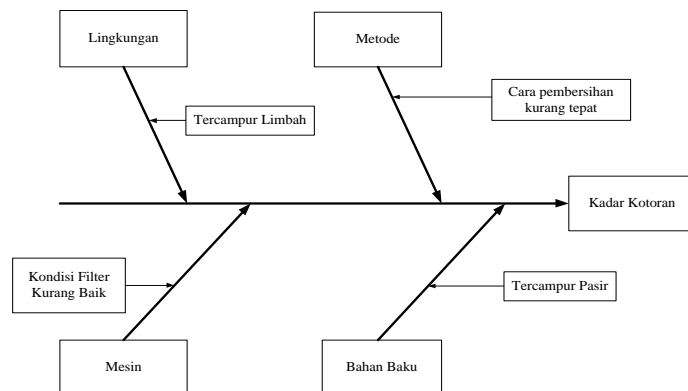 Lingkungan
Metode
Tercampur Limbah
Cara pembersihan
kurang tepat
Kadar Kotoran
Kondisi Filter
Kurang Baik
Tercampur Pasir
Mesin
Bahan Baku